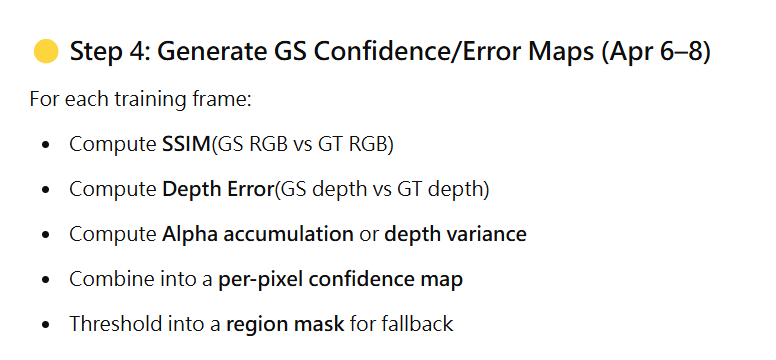 Step 4: Generate GS Confidence/Error Maps (Apr 6–8)
For each training frame:
• Compute SSIM(GS RGB vs GT RGB)
• Compute Depth Error(GS depth vs GT depth)
• Compute Alpha accumulation or depth variance
• Combine into a per-pixel confidence map
• Threshold into a region mask for fallback